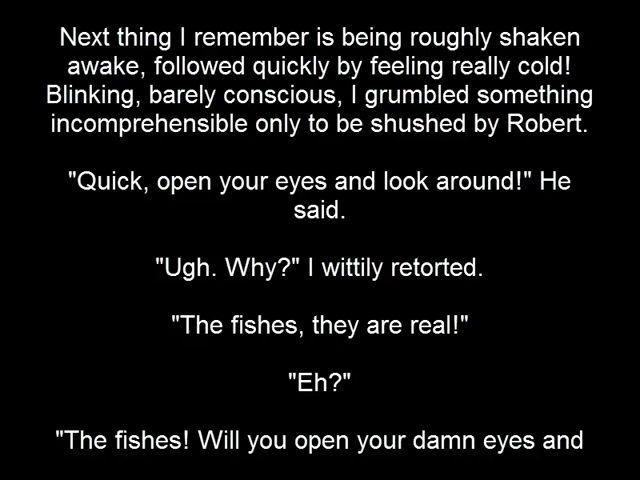 Next thing I remember is being roughly shaken
awake, followed quickly by feeling really cold!
Blinking, barely conscious, I grumbled something
incomprehensible only to be shushed by Robert.
"Quick, open your eyes and look around!" He
said.
"Ugh. Why?" I wittily retorted.
"The fishes, they are real!"
"Eh?"
"The fishes! Will you open your damn eyes and